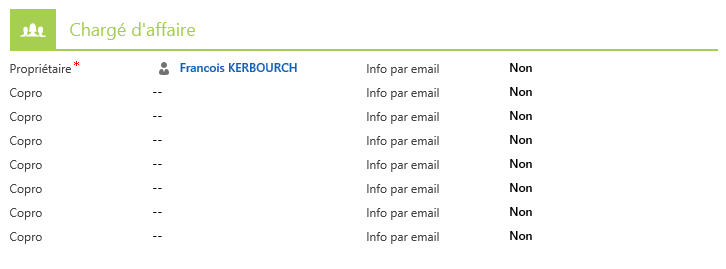 Chargé d'affaire
Propriétaire* Francois KERBOURCH Info par email Non
Copro -- Info par email Non
Copro -- Info par email Non
Copro -- Info par email Non
Copro -- Info par email Non
Copro -- Info par email Non
Copro -- Info par email Non
Copro -- Info par email Non